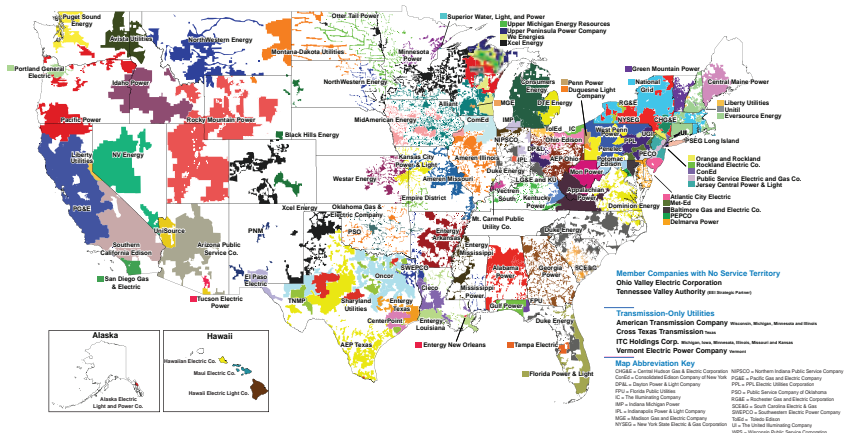 Puget Sound
Energy
Avista Utilities
NorthWestern Energy
Otter Tail Power
Montana-Dakota Utilities
Superior Water, Light, and Power
Upper Michigan Energy Resources
Upper Peninsula Power Company
We Energies
Xcel Energy
Minnesota
Power
Portland General
Electric
Idaho Power
NorthWestern Energy
Consumers
Energy
DTE Energy
Penn Power
Duquesne Light
Company
Green Mountain Power
National
Grid
Central Maine Power
Pacific Power
Rocky Mountain Power
MidAmerican Energy
Alliant
MGE
ComEd
IMP
NIPSCO
TolEd
IC
Ohio Edison
RG&E
NYSEG
CHG&E
Liberty Utilities
Unitil
Eversource Energy
UI
PSEG Long Island
West Penn
Power
PPL
UGI
Penelec
PECO
Potomac
Edison
Orange and Rockland
Rockland Electric Co.
ConEd
Public Service Electric and Gas Co.
Jersey Central Power & Light
Black Hills Energy
Liberty
Utilities
NV Energy
PG&E
Kansas City
Power & Light
Westar Energy
Ameren Illinois
Ameren Missouri
Empire District
IPL
DP&L
AEP Ohio
Duke Energy
LG&E and KU
Vectren
South
Kentucky
Power
Mon Power
Appalachian
Power
Dominion Energy
Atlantic City Electric
Met-Ed
Baltimore Gas and Electric Co.
PEPCO
Delmarva Power
Southern
California Edison
UniSource
Arizona Public
Service Co.
PNM
Xcel Energy
Oklahoma Gas &
Electric Company
PSO
Mt. Carmel Public
Utility Co.
Entergy
Arkansas
Entergy
Mississippi
Duke Energy
San Diego Gas
& Electric
Tucson Electric
Power
El Paso
Electric
Oncor
SWEPCO
Cleco
Mississippi
Power
Alabama
Power
Georgia
Power
SCE&G
TNMP
Sharyland
Utilities
Entergy
Texas
CenterPoint
Entergy
Louisiana
Gulf Power
FPU
Duke Energy
AEP Texas
Entergy New Orleans
Tampa Electric
Florida Power & Light
Alaska
Alaska Electric
Light and Power Co.
Hawaii
Hawaiian Electric Co.
Maui Electric Co.
Hawaii Electric Light Co.
Member Companies with No Service Territory
Ohio Valley Electric Corporation
Tennessee Valley Authority (EEI Strategic Partner)
Transmission-Only Utilities
American Transmission Company Wisconsin, Michigan, Minnesota and Illinois
Cross Texas Transmission Texas
ITC Holdings Corp. Michigan, Iowa, Minnesota, Illinois, Missouri and Kansas
Vermont Electric Power Company Vermont
Map Abbreviation Key
CHG&E = Central Hudson Gas & Electric Corporation
ConEd = Consolidated Edison Company of New York
DP&L = Dayton Power & Light Company
FPU = Florida Public Utilities
IC = The Illuminating Company
IMP = Indiana Michigan Power
IPL = Indianapolis Power & Light Company
MGE = Madison Gas and Electric Company
NYSEG = New York State Electric & Gas Corporation
NIPSCO = Northern Indiana Public Service Company
PG&E = Pacific Gas and Electric Company
PPL = PPL Electric Utilities Corporation
PSO = Public Service Company of Oklahoma
RG&E = Rochester Gas and Electric Corporation
SCE&G = South Carolina Electric & Gas
SWEPCO = Southwestern Electric Power Company
TolEd = Toledo Edison
UI = The United Illuminating Company
WPS = Wisconsin Public Service Corporation